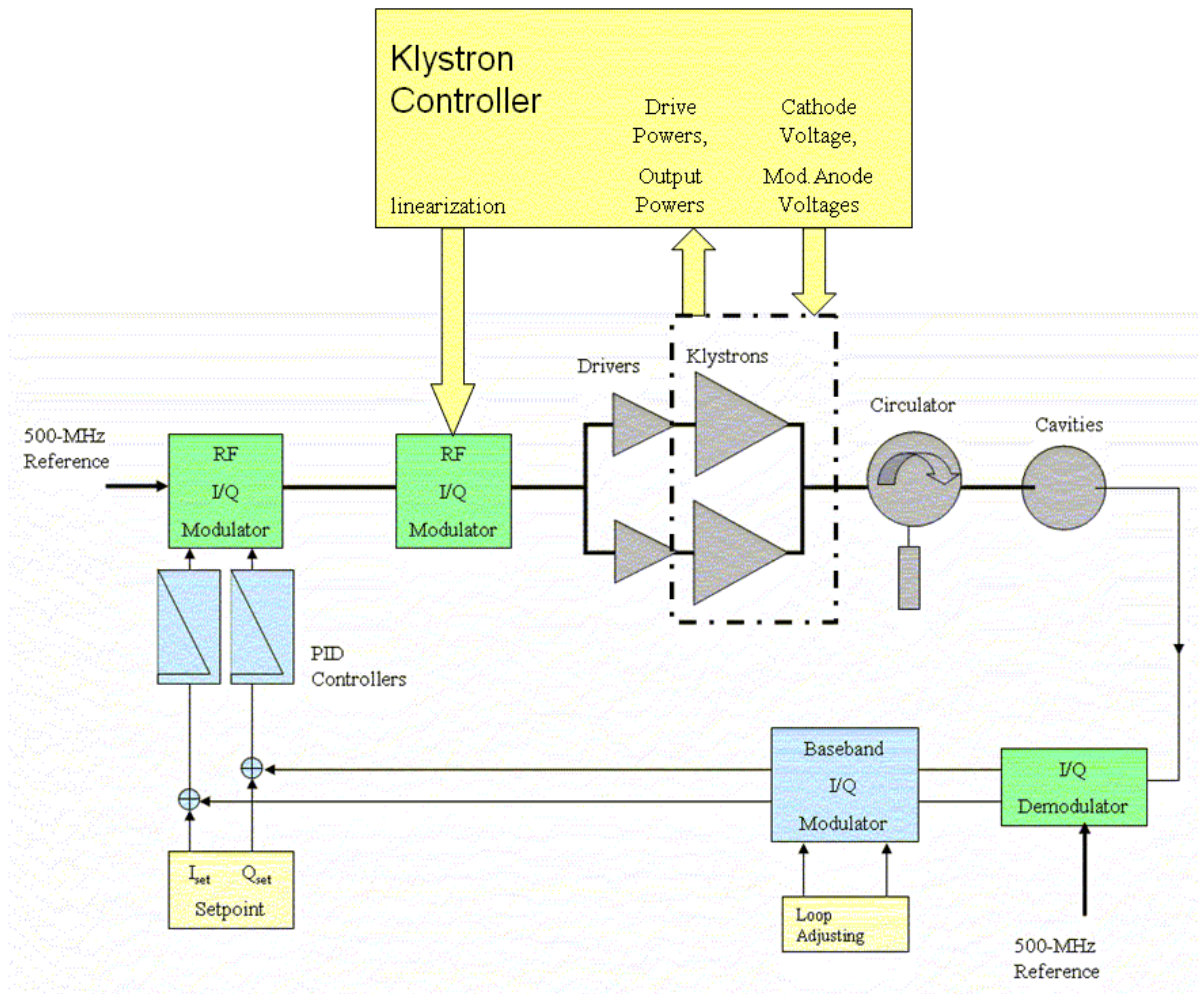 Klystron
Controller
Drive
Powers,
Output
Powers
Cathode
Voltage,
Mod. Anode
Voltages
linearization
Drivers
Klystrons
Circulator
Cavities
500-MHz
Reference
RF
I/Q
Modulator
RF
I/Q
Modulator
PID
Controllers
Baseband
I/Q
Modulator
I/Q
Demodulator
Iset Qset
Setpoint
Loop
Adjusting
500-MHz
Reference